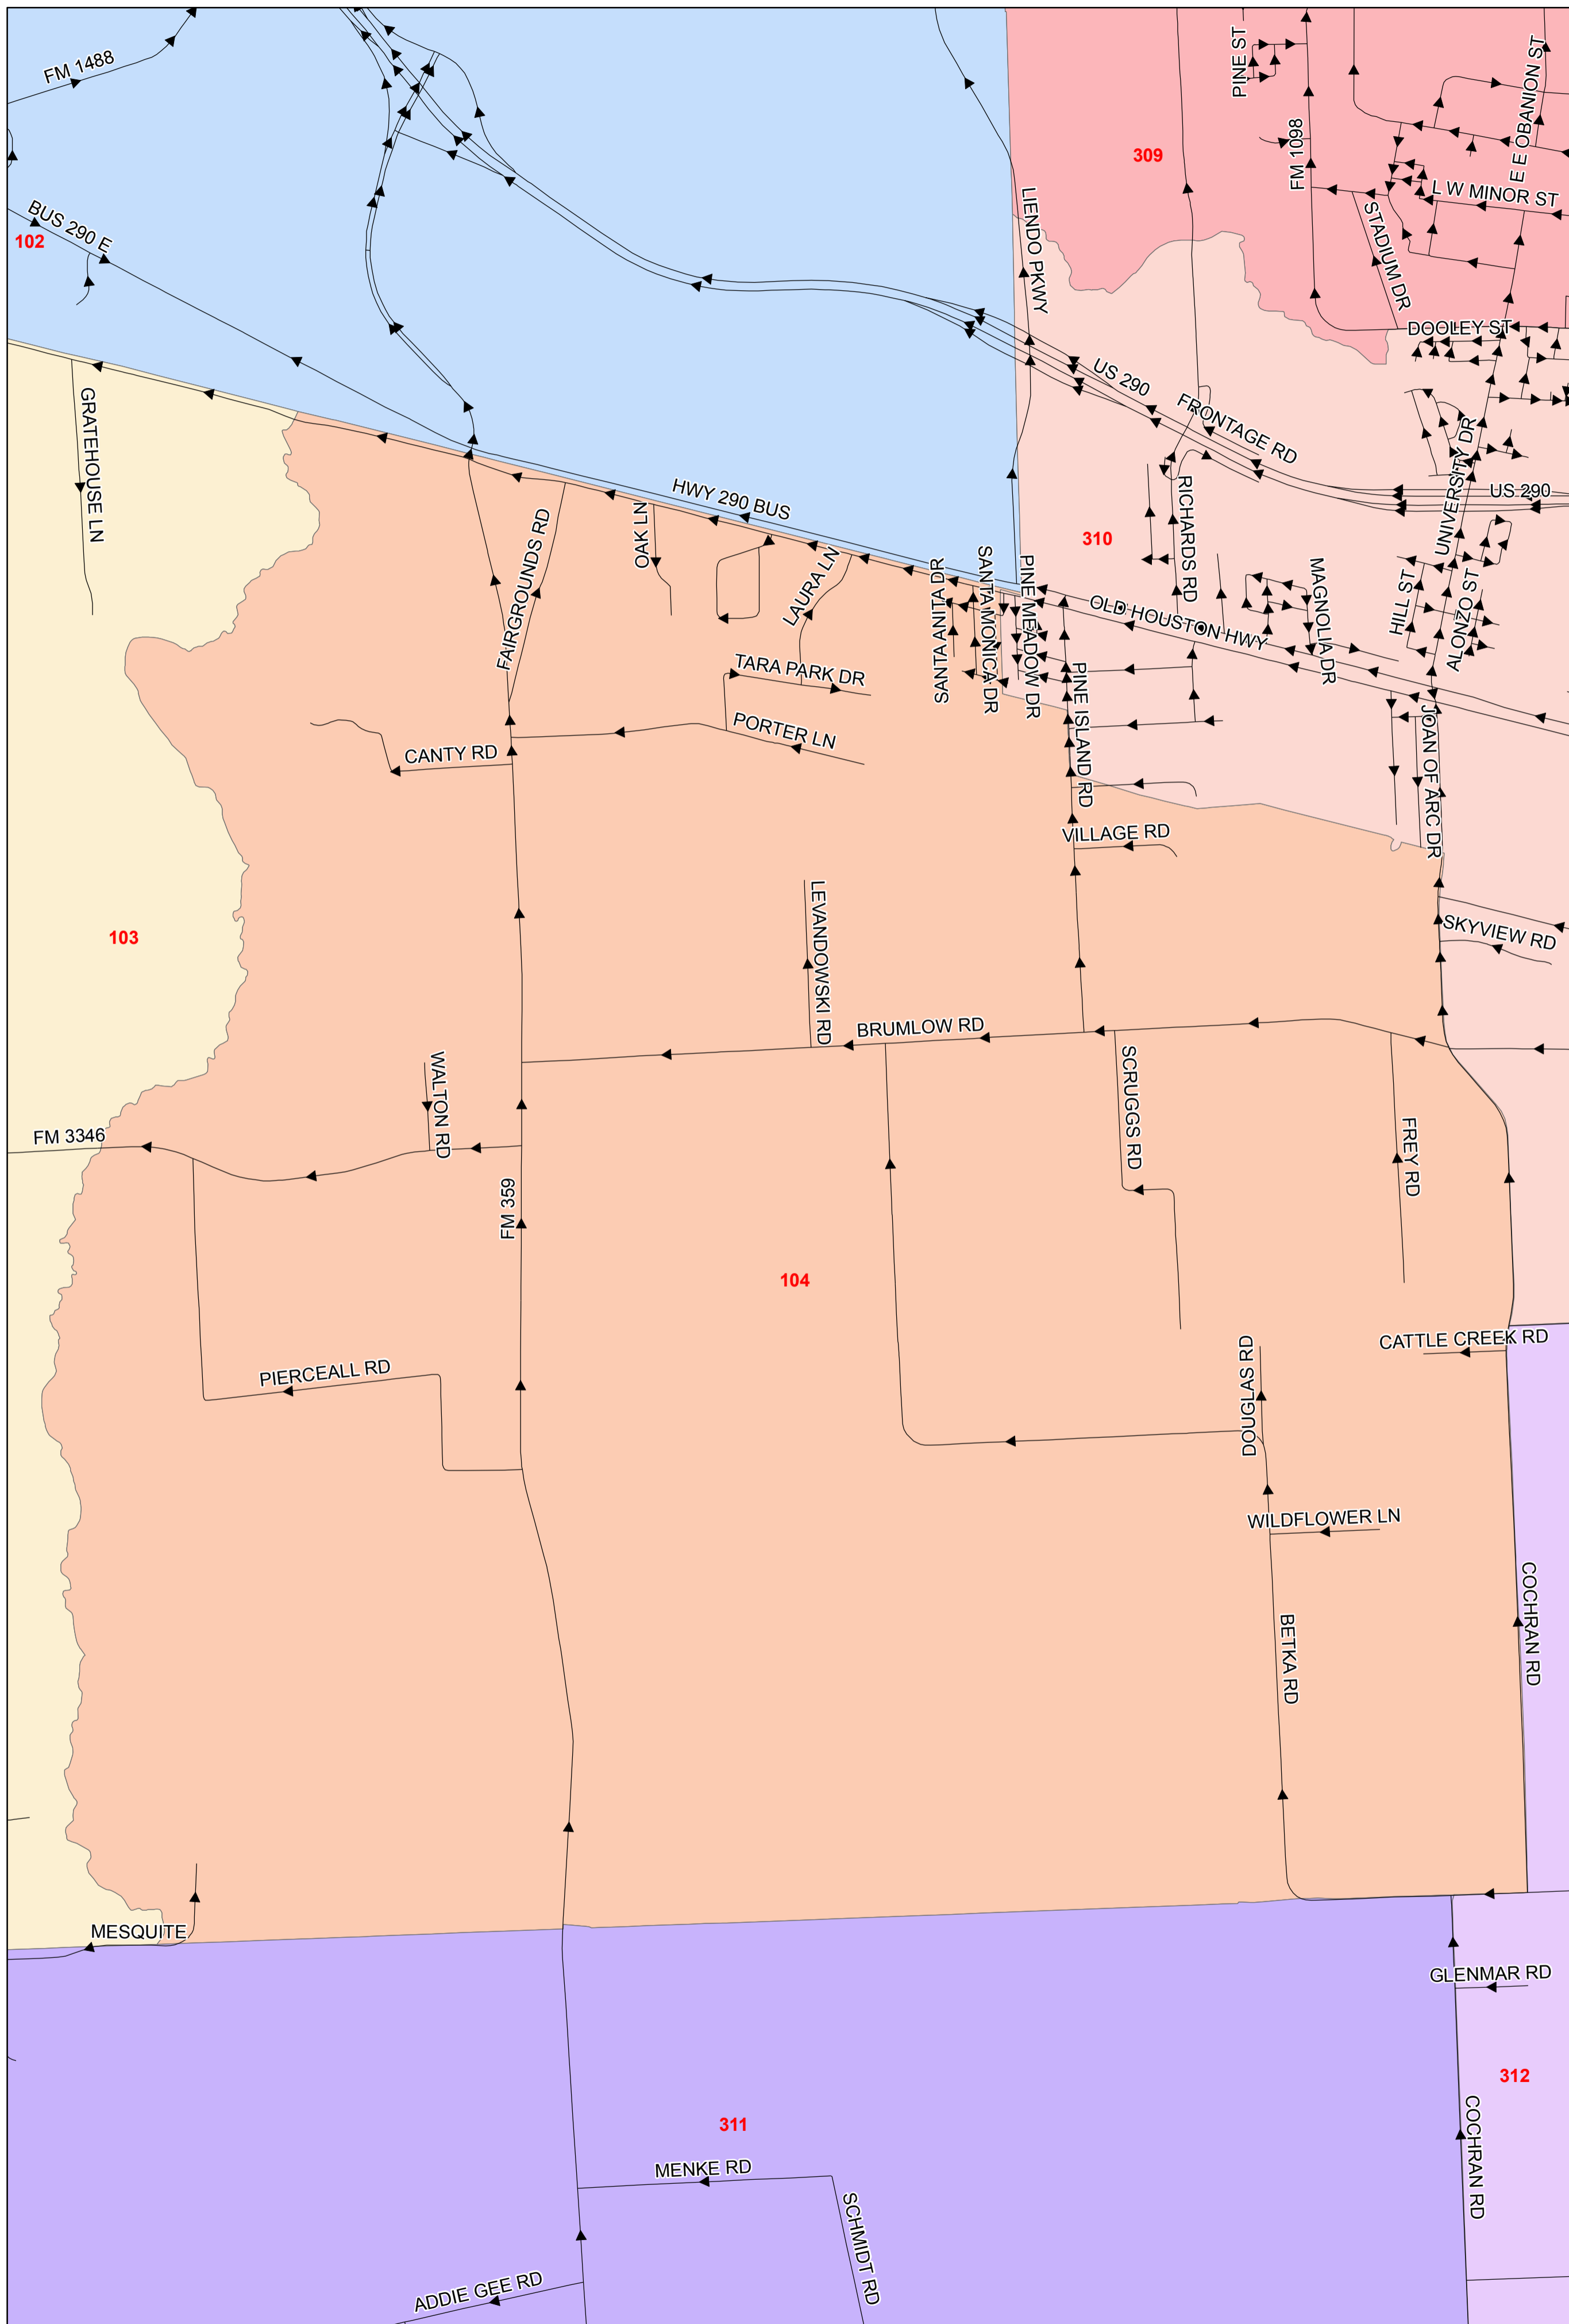 FM 1488
PINE ST
E E OBANION ST
309
FM 1098
L W MINOR ST
LIENDO PKWY
STADIUM DR
BUS 290 E
102
DOOLEY ST
US 290
FRONTAGE RD
GRATEHOUSE LN
UNIVERSITY DR
US 290
HWY 290 BUS
RICHARDS RD
310
OAK LN
FAIRGROUNDS RD
LAURA LN
SANTA ANITA DR
SANTA MONICA DR
PINE MEADOW DR
OLD HOUSTON HWY
MAGNOLIA DR
HILL ST
ALONZO ST
TARA PARK DR
PINE ISLAND RD
PORTER LN
CANTY RD
JOAN OF ARC DR
VILLAGE RD
LEVANDOWSKI RD
103
SKYVIEW RD
BRUMLOW RD
WALTON RD
SCRUGGS RD
FM 3346
FREY RD
FM 359
104
CATTLE CREEK RD
PIERCEALL RD
DOUGLAS RD
WILDFLOWER LN
COCHRAN RD
BETKA RD
MESQUITE
GLENMAR RD
312
311
COCHRAN RD
MENKE RD
SCHMIDT RD
ADDIE GEE RD